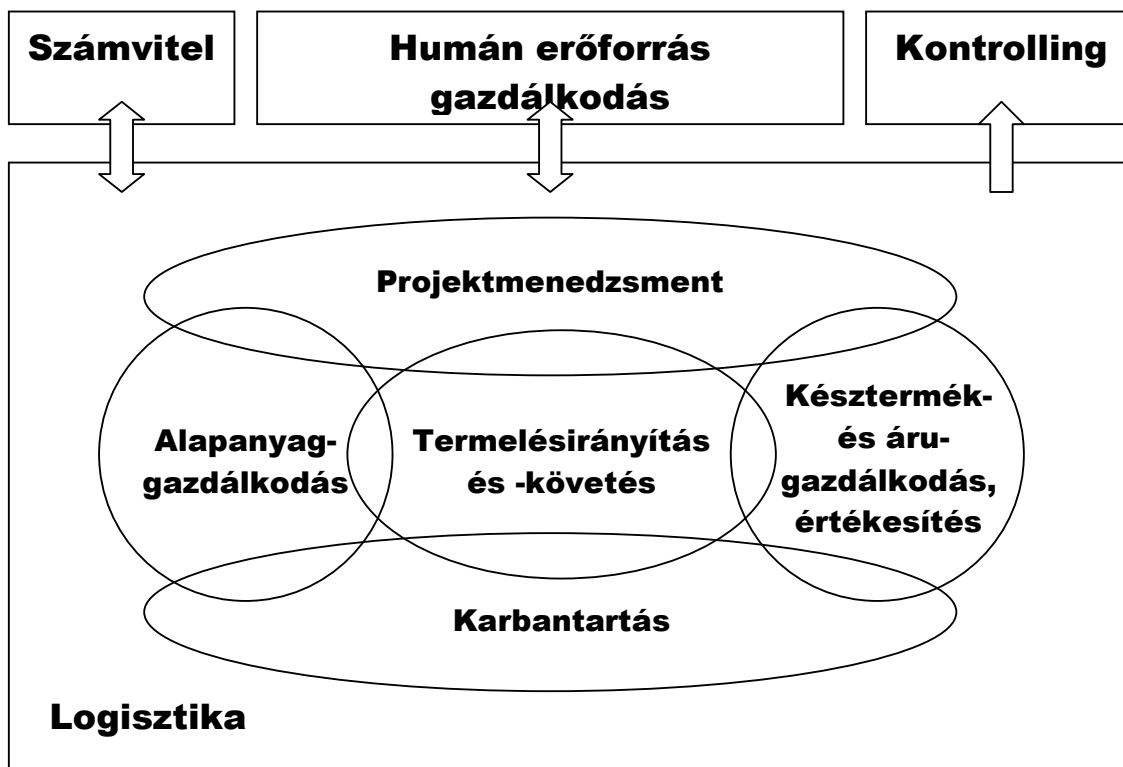 Számvitel
Humán erőforrás
gazdálkodás
Kontrolling
Projektmenedzsment
Alapanyag-
gazdálkodás
Termelésirányítás
és -követés
Késztermék-
és áru-
gazdálkodás,
értékesítés
Karbantartás
Logisztika